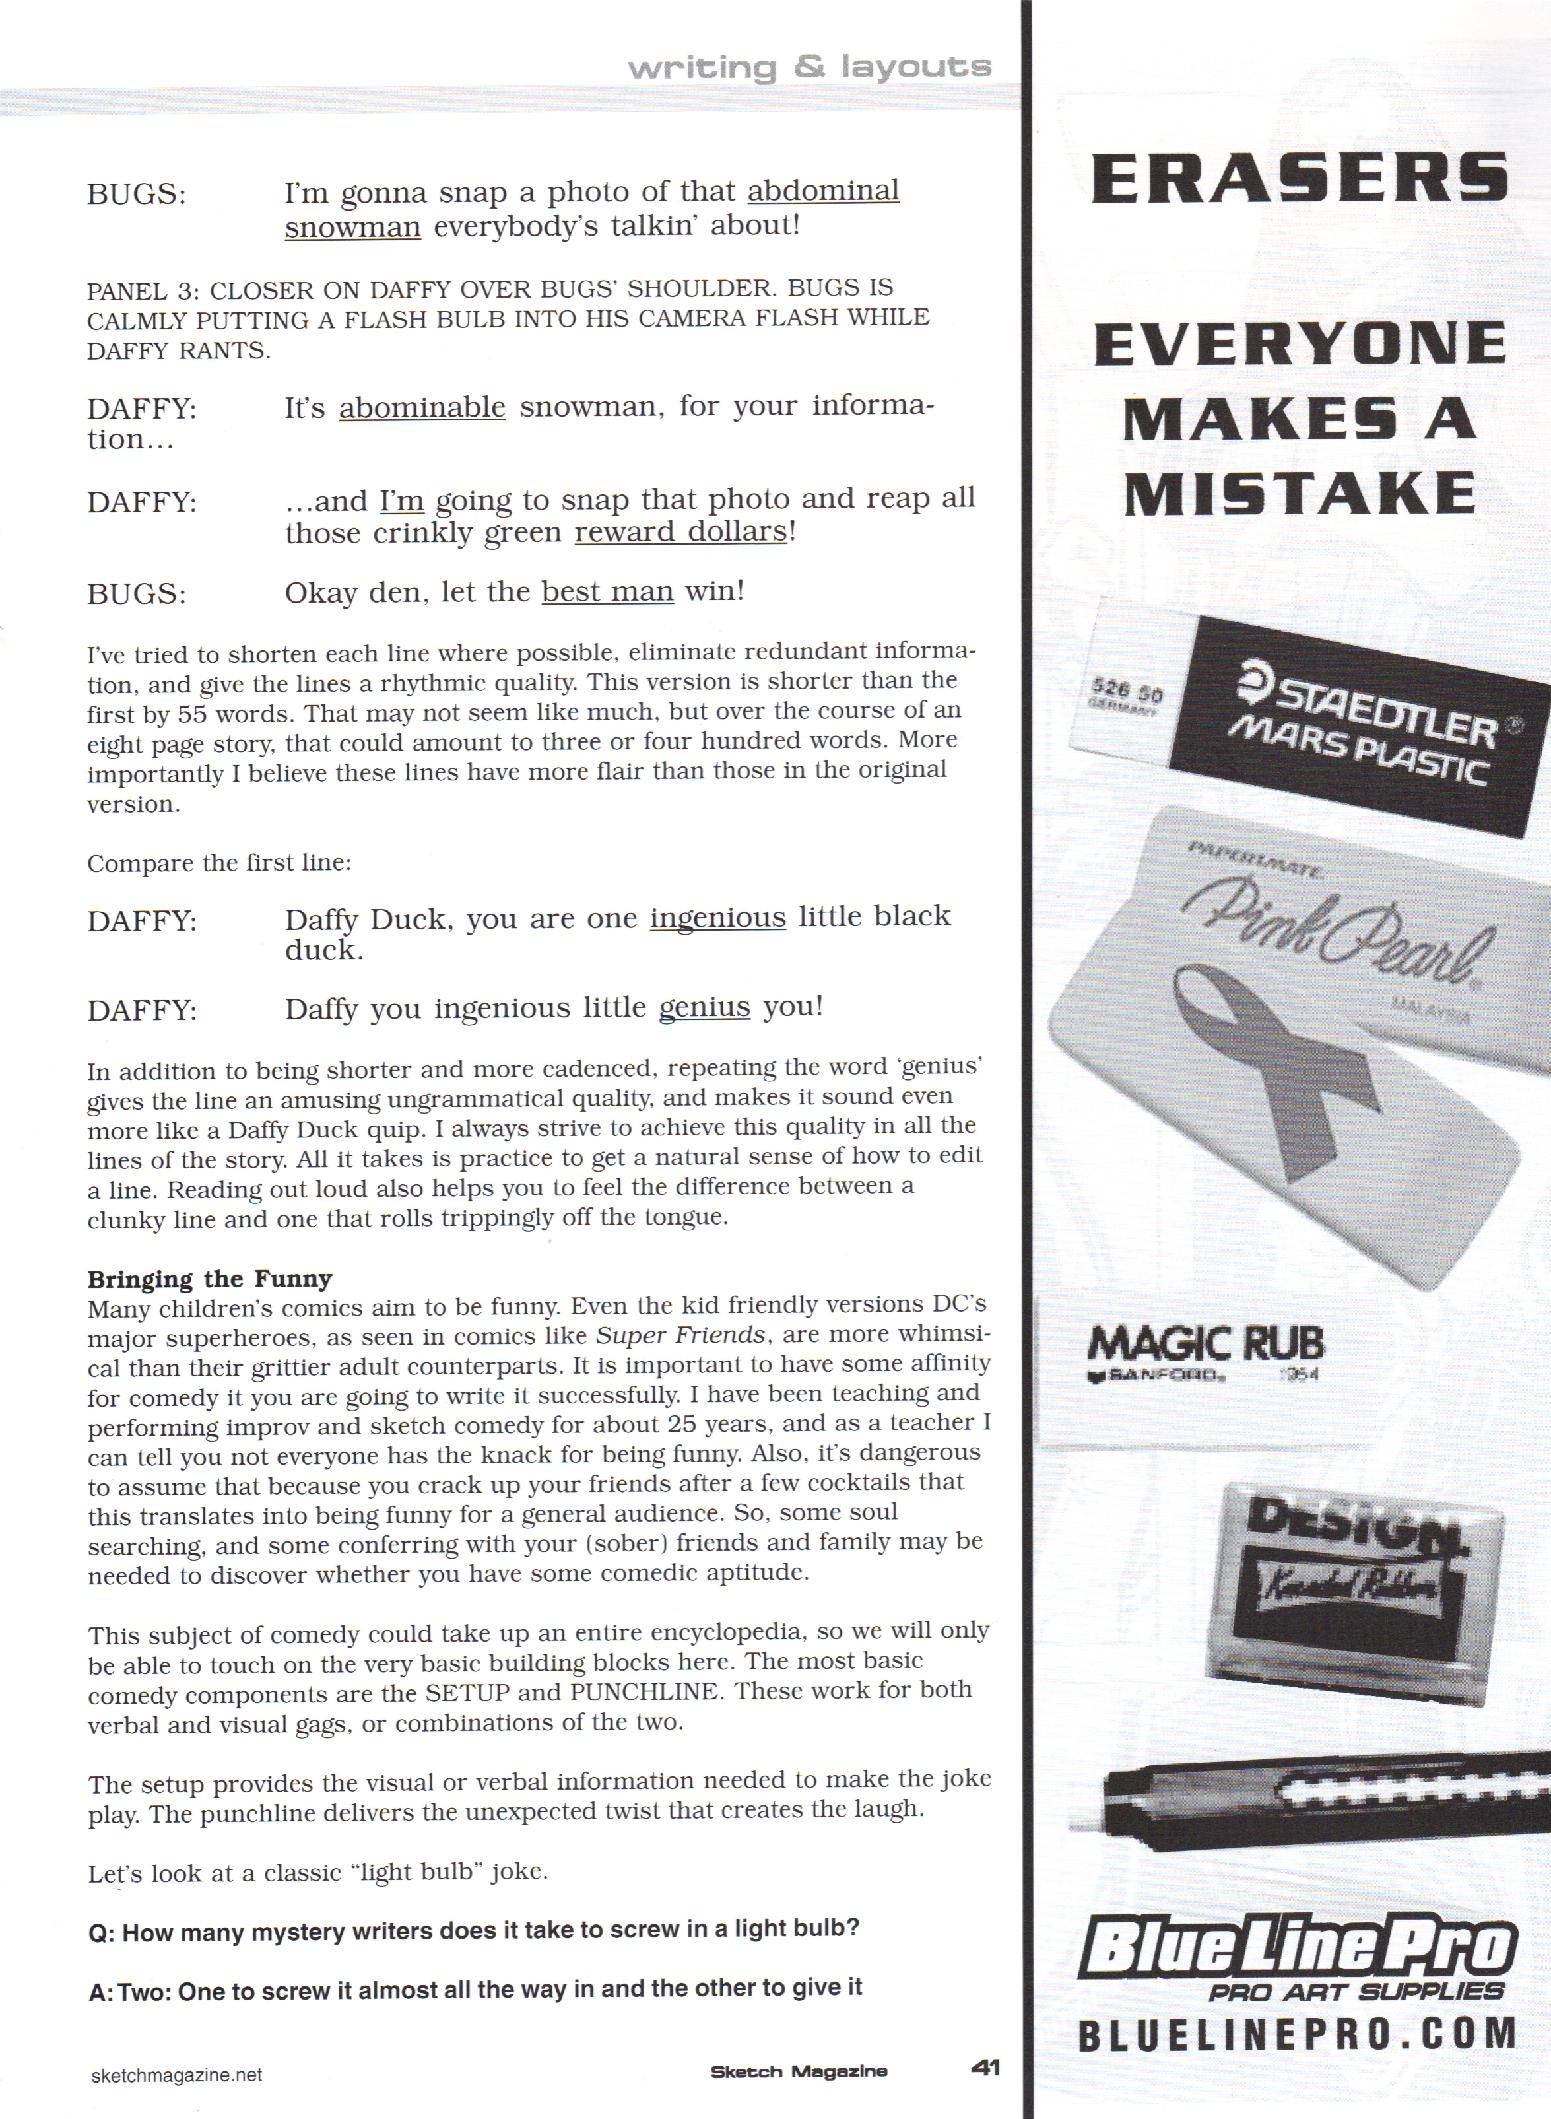 writing & layouts
BUGS: I'm gonna snap a photo of that abdominal
snowman everybody's talkin' about!
PANEL 3: CLOSER ON DAFFY OVER BUGS' SHOULDER. BUGS IS
CALMLY PUTTING A FLASH BULB INTO HIS CAMERA FLASH WHILE
DAFFY RANTS.
DAFFY: It's abominable snowman, for your informa-
tion...
DAFFY: ...and I'm going to snap that photo and reap all
those crinkly green reward dollars!
BUGS: Okay den, let the best man win!
I've tried to shorten each line where possible, eliminate redundant informa-
tion, and give the lines a rhythmic quality. This version is shorter than the
first by 55 words. That may not seem like much, but over the course of an
eight page story, that could amount to three or four hundred words. More
importantly I believe these lines have more flair than those in the original
version.
Compare the first line:
DAFFY: Daffy Duck, you are one ingenious little black
duck.
DAFFY: Daffy you ingenious little genius you!
In addition to being shorter and more cadenced, repeating the word 'genius'
gives the line an amusing ungrammatical quality, and makes it sound even
more like a Daffy Duck quip. I always strive to achieve this quality in all the
lines of the story. All it takes is practice to get a natural sense of how to edit
a line. Reading out loud also helps you to feel the difference between a
clunky line and one that rolls trippingly off the tongue.
Bringing the Funny
Many children's comics aim to be funny. Even the kid friendly versions DC's
major superheroes, as seen in comics like Super Friends, are more whimsi-
cal than their grittier adult counterparts. It is important to have some affinity
for comedy it you are going to write it successfully. I have been teaching and
performing improv and sketch comedy for about 25 years, and as a teacher I
can tell you not everyone has the knack for being funny. Also, it's dangerous
to assume that because you crack up your friends after a few cocktails that
this translates into being funny for a general audience. So, some soul
searching, and some conferring with your (sober) friends and family may be
needed to discover whether you have some comedic aptitude.
This subject of comedy could take up an entire encyclopedia, so we will only
be able to touch on the very basic building blocks here. The most basic
comedy components are the SETUP and PUNCHLINE. These work for both
verbal and visual gags, or combinations of the two.
The setup provides the visual or verbal information needed to make the joke
play. The punchline delivers the unexpected twist that creates the laugh.
Let's look at a classic "light bulb" joke.
Q: How many mystery writers does it take to screw in a light bulb?
A: Two: One to screw it almost all the way in and the other to give it
sketchmagazine.net
Sketch Magazine 41
ERASERS
EVERYONE
MAKES A
MISTAKE
526 50
GERMANY
STAEDTLER®
MARS PLASTIC
PAPERMATE.
Pink Pearl®
MALAYSIA
MAGIC RUB
SANFORD® 1954
DESIGN
Kneaded Rubber
BlueLinePro
PRO ART SUPPLIES
BLUELINEPRO.COM